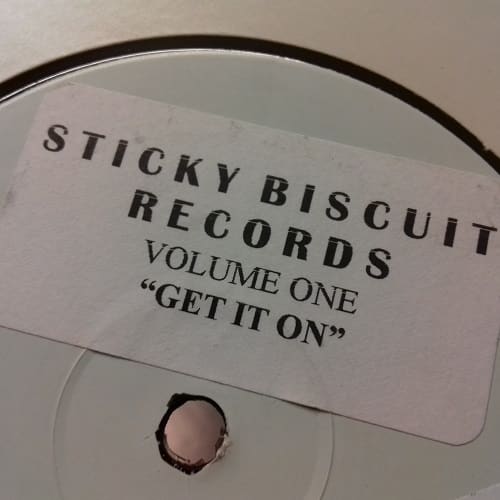 STICKY BISCUIT
RECORDS
VOLUME ONE
“GET IT ON”